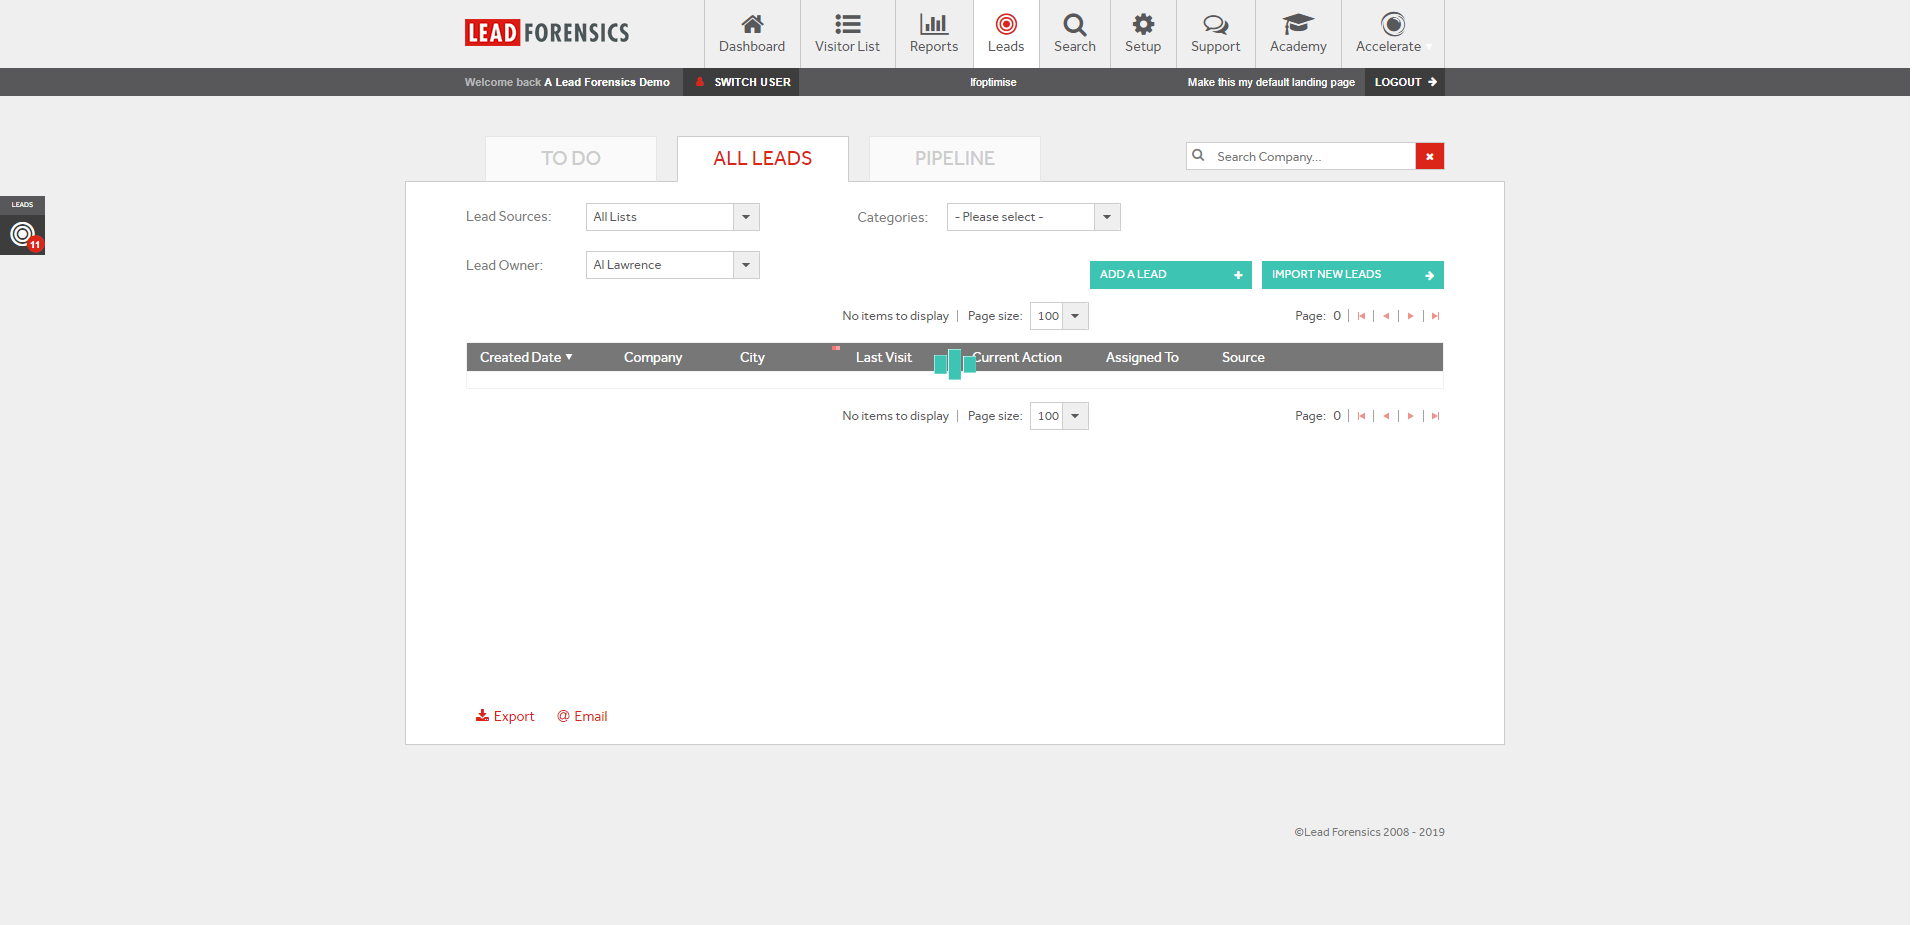 LEAD FORENSICS
Dashboard
Visitor List
Reports
Leads
Search
Setup
Support
Academy
Accelerate
Welcome back A Lead Forensics Demo
SWITCH USER
lfoptimise
Make this my default landing page
LOGOUT
TO DO
ALL LEADS
PIPELINE
Search Company...
LEADS
11
Lead Sources:
All Lists
Categories:
- Please select -
Lead Owner:
Al Lawrence
ADD A LEAD
IMPORT NEW LEADS
No items to display | Page size: 100
Page: 0
Created Date
Company
City
Last Visit
Current Action
Assigned To
Source
No items to display | Page size: 100
Page: 0
Export
@ Email
©Lead Forensics 2008 - 2019